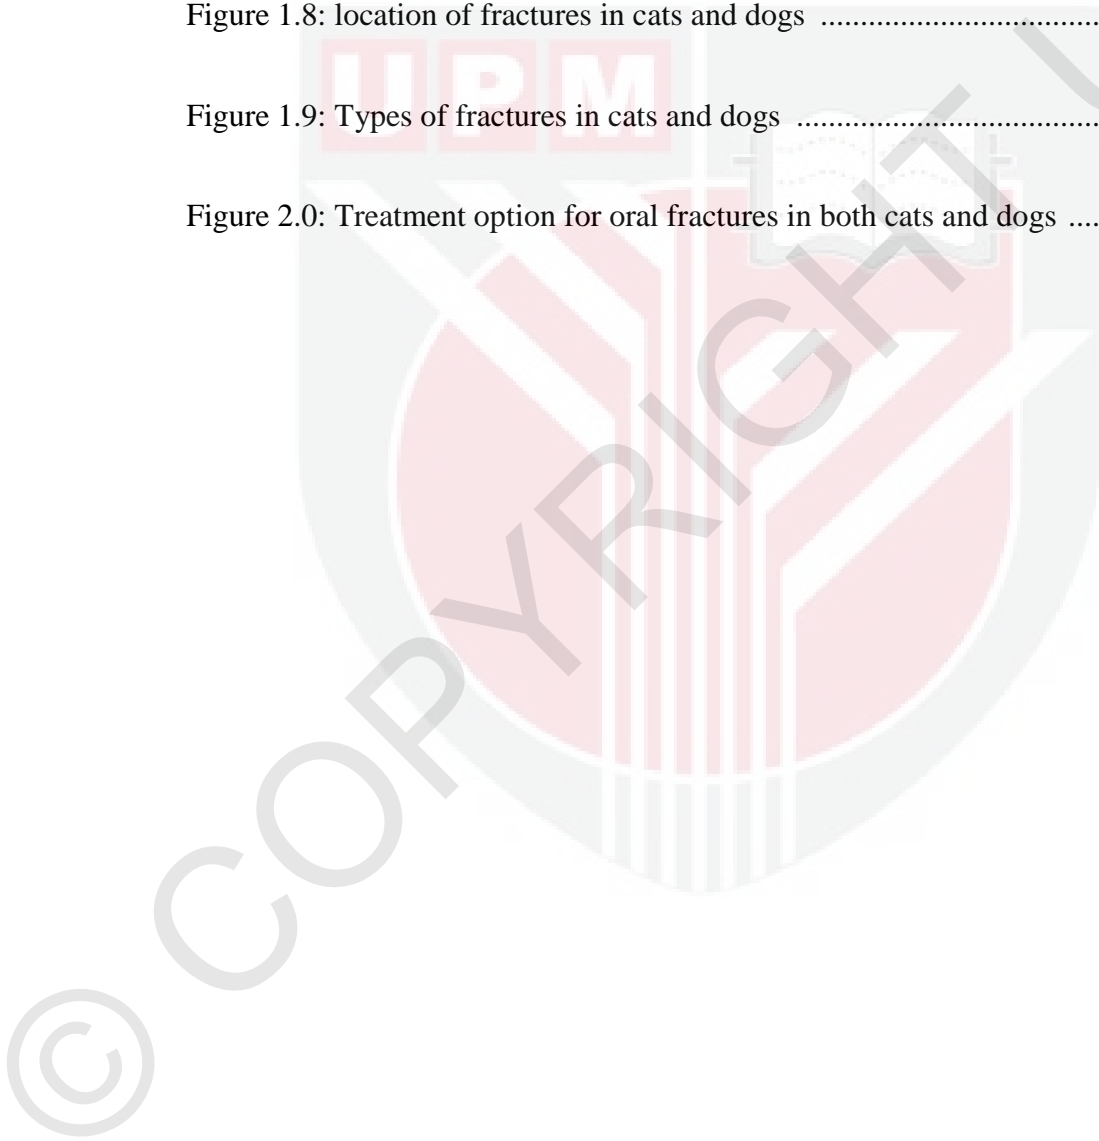 Figure 1.8: location of fractures in cats and dogs ...................................
UPM
Figure 1.9: Types of fractures in cats and dogs ......................................
Figure 2.0: Treatment option for oral fractures in both cats and dogs ....
© COPYRIGHT U